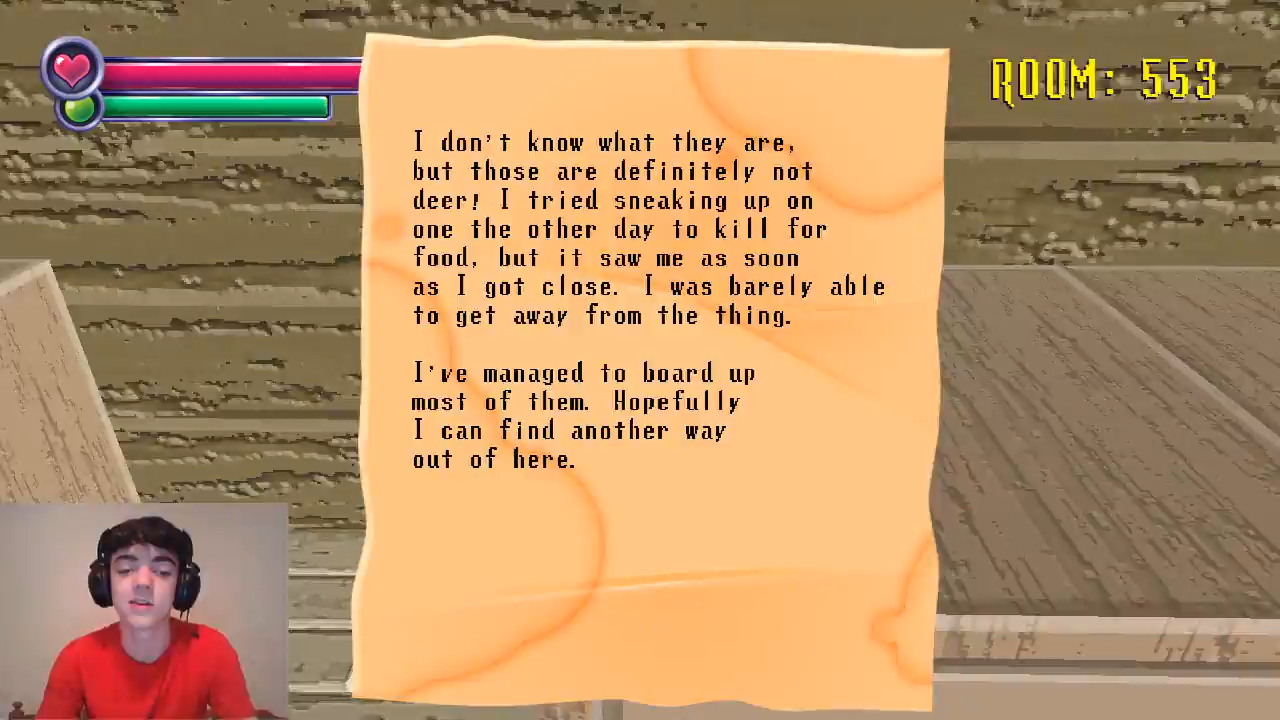 ROOM: 553
I don't know what they are,
but those are definitely not
deer! I tried sneaking up on
one the other day to kill for
food, but it saw me as soon
as I got close. I was barely able
to get away from the thing.
I've managed to board up
most of them. Hopefully
I can find another way
out of here.